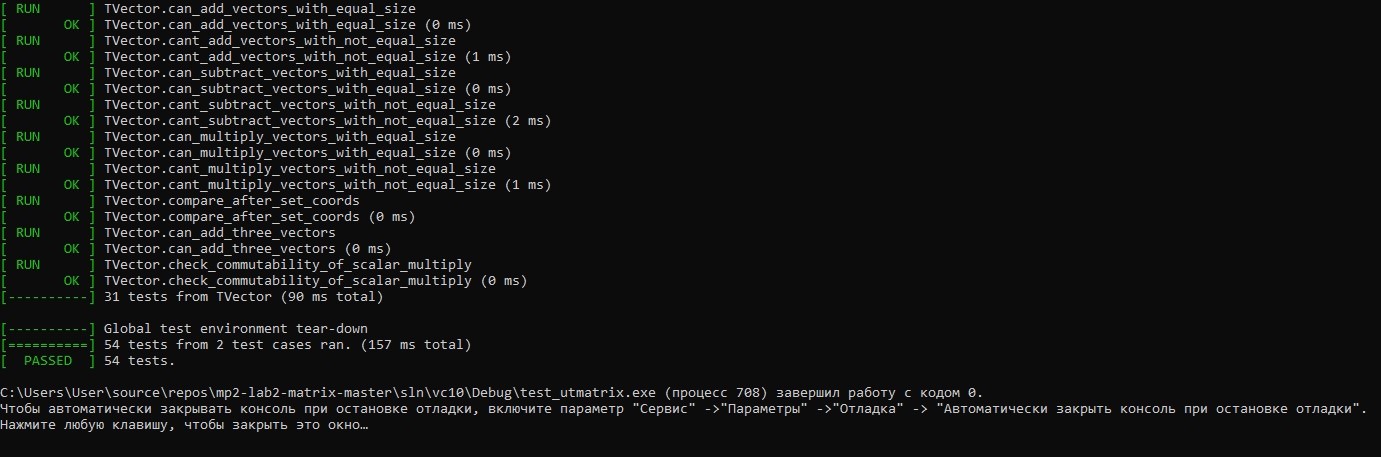 [ RUN      ] TVector.can_add_vectors_with_equal_size
[       OK ] TVector.can_add_vectors_with_equal_size (0 ms)
[ RUN      ] TVector.cant_add_vectors_with_not_equal_size
[       OK ] TVector.cant_add_vectors_with_not_equal_size (1 ms)
[ RUN      ] TVector.can_subtract_vectors_with_equal_size
[       OK ] TVector.can_subtract_vectors_with_equal_size (0 ms)
[ RUN      ] TVector.cant_subtract_vectors_with_not_equal_size
[       OK ] TVector.cant_subtract_vectors_with_not_equal_size (2 ms)
[ RUN      ] TVector.can_multiply_vectors_with_equal_size
[       OK ] TVector.can_multiply_vectors_with_equal_size (0 ms)
[ RUN      ] TVector.cant_multiply_vectors_with_not_equal_size
[       OK ] TVector.cant_multiply_vectors_with_not_equal_size (1 ms)
[ RUN      ] TVector.compare_after_set_coords
[       OK ] TVector.compare_after_set_coords (0 ms)
[ RUN      ] TVector.can_add_three_vectors
[       OK ] TVector.can_add_three_vectors (0 ms)
[ RUN      ] TVector.check_commutability_of_scalar_multiply
[       OK ] TVector.check_commutability_of_scalar_multiply (0 ms)
[----------] 31 tests from TVector (90 ms total)
[----------] Global test environment tear-down
[==========] 54 tests from 2 test cases ran. (157 ms total)
[  PASSED  ] 54 tests.
C:\Users\User\source\repos\mp2-lab2-matrix-master\sln\vc10\Debug\test_utmatrix.exe (процесс 708) завершил работу с кодом 0.
Чтобы автоматически закрывать консоль при остановке отладки, включите параметр "Сервис" ->"Параметры" ->"Отладка" -> "Автоматически закрыть консоль при остановке отладки".
Нажмите любую клавишу, чтобы закрыть это окно…